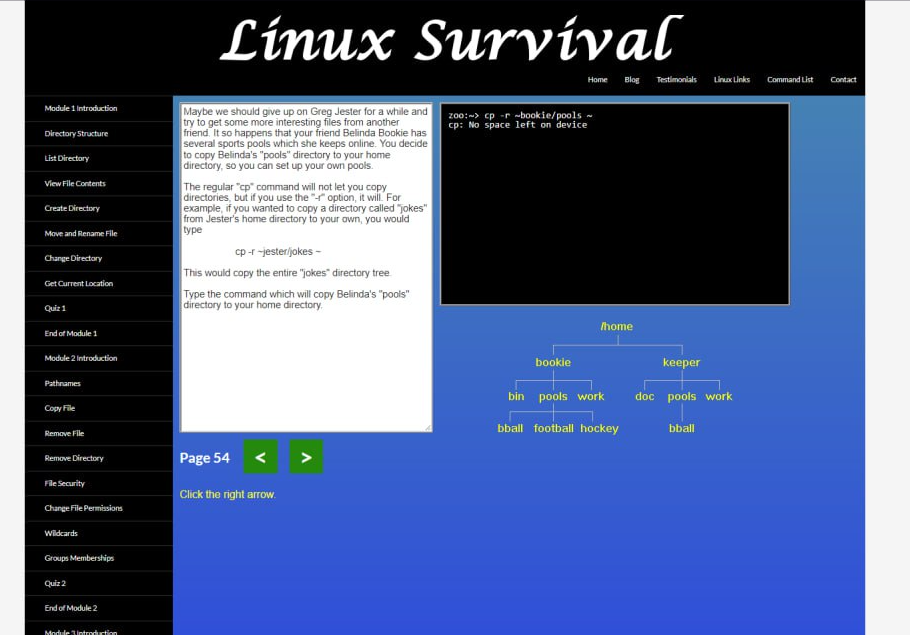 Linux Survival
Home Blog Testimonials Linux Links Command List Contact
Module 1 Introduction
Directory Structure
List Directory
View File Contents
Create Directory
Move and Rename File
Change Directory
Get Current Location
Quiz 1
End of Module 1
Module 2 Introduction
Pathnames
Copy File
Remove File
Remove Directory
File Security
Change File Permissions
Wildcards
Groups Memberships
Quiz 2
End of Module 2
Module 3 Introduction
Maybe we should give up on Greg Jester for a while and
try to get some more interesting files from another
friend. It so happens that your friend Belinda Bookie has
several sports pools which she keeps online. You decide
to copy Belinda's "pools" directory to your home
directory, so you can set up your own pools.
The regular "cp" command will not let you copy
directories, but if you use the "-r" option, it will. For
example, if you wanted to copy a directory called "jokes"
from Jester's home directory to your own, you would
type
cp -r ~jester/jokes ~
This would copy the entire "jokes" directory tree.
Type the command which will copy Belinda's "pools"
directory to your home directory.
Page 54 < >
Click the right arrow.
zoo:~> cp -r ~bookie/pools ~
cp: No space left on device
/home
bookie keeper
bin pools work doc pools work
bball football hockey bball